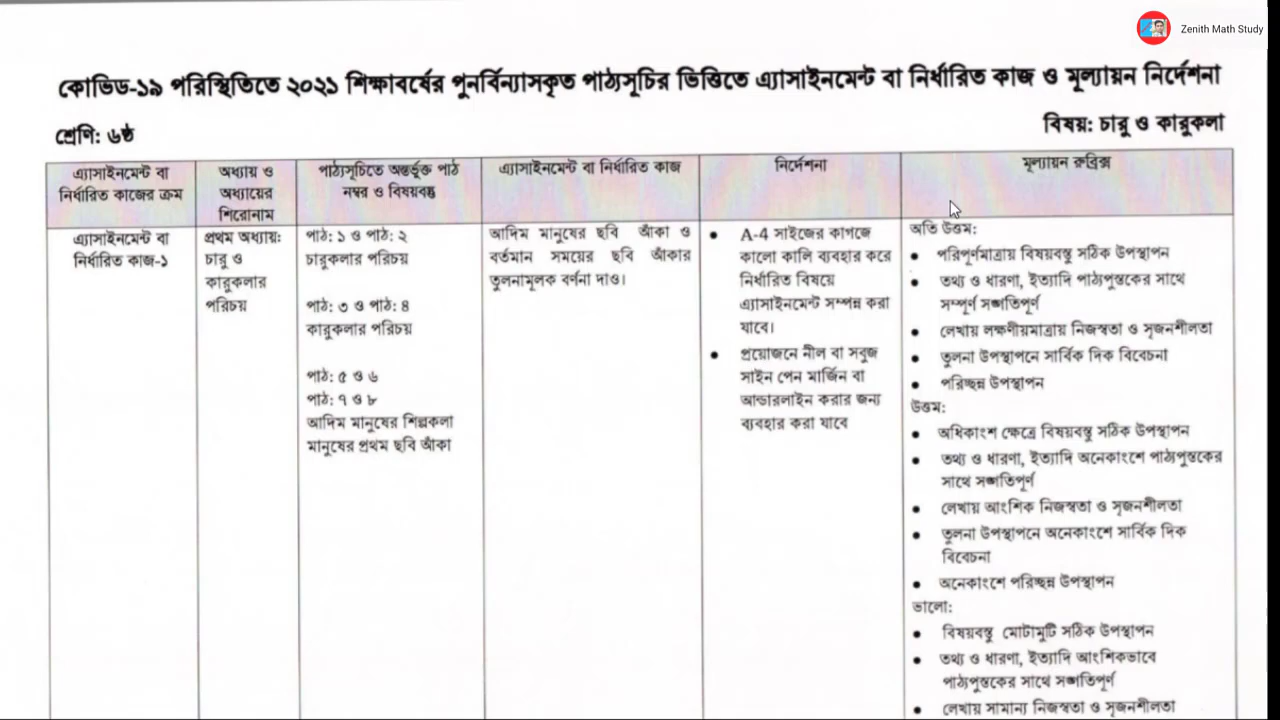 Zenith Math Study
কোভিড-১৯ পরিস্থিতিতে ২০২১ শিক্ষাবর্ষের পুনর্বিন্যাসকৃত পাঠ্যসূচির ভিত্তিতে এ্যাসাইনমেন্ট বা নির্ধারিত কাজ ও মূল্যায়ন নির্দেশনা
শ্রেণি: ৬ষ্ঠ
বিষয়: চারু ও কারুকলা
এ্যাসাইনমেন্ট বা
নির্ধারিত কাজের ক্রম
অধ্যায় ও
অধ্যায়ের
শিরোনাম
পাঠ্যসূচিতে অন্তর্ভুক্ত পাঠ
নম্বর ও বিষয়বস্তু
এ্যাসাইনমেন্ট বা নির্ধারিত কাজ
নির্দেশনা
মূল্যায়ন রুব্রিক্স
এ্যাসাইনমেন্ট বা
নির্ধারিত কাজ-১
প্রথম অধ্যায়:
চারু ও
কারুকলার
পরিচয়
পাঠ: ১ ও পাঠ: ২
চারুকলার পরিচয়
পাঠ: ৩ ও পাঠ: ৪
কারুকলার পরিচয়
পাঠ: ৫ ও ৬
পাঠ: ৭ ও ৮
আদিম মানুষের শিল্পকলা
মানুষের প্রথম ছবি আঁকা
আদিম মানুষের ছবি আঁকা ও
বর্তমান সময়ের ছবি আঁকার
তুলনামূলক বর্ণনা দাও।
• A-4 সাইজের কাগজে
কালো কালি ব্যবহার করে
নির্ধারিত বিষয়ে
এ্যাসাইনমেন্ট সম্পন্ন করা
যাবে।
• প্রয়োজনে নীল বা সবুজ
সাইন পেন মার্জিন বা
আন্ডারলাইন করার জন্য
ব্যবহার করা যাবে
অতি উত্তম:
• পরিপূর্ণমাত্রায় বিষয়বস্তু সঠিক উপস্থাপন
• তথ্য ও ধারণা, ইত্যাদি পাঠ্যপুস্তকের সাথে
সম্পূর্ণ সঙ্গতিপূর্ণ
• লেখায় লক্ষণীয়মাত্রায় নিজস্বতা ও সৃজনশীলতা
• তুলনা উপস্থাপনে সার্বিক দিক বিবেচনা
• পরিচ্ছন্ন উপস্থাপন
উত্তম:
• অধিকাংশ ক্ষেত্রে বিষয়বস্তু সঠিক উপস্থাপন
• তথ্য ও ধারণা, ইত্যাদি অনেকাংশে পাঠ্যপুস্তকের
সাথে সঙ্গতিপূর্ণ
• লেখায় আংশিক নিজস্বতা ও সৃজনশীলতা
• তুলনা উপস্থাপনে অনেকাংশে সার্বিক দিক
বিবেচনা
• অনেকাংশে পরিচ্ছন্ন উপস্থাপন
ভালো:
• বিষয়বস্তু মোটামুটি সঠিক উপস্থাপন
• তথ্য ও ধারণা, ইত্যাদি আংশিকভাবে
পাঠ্যপুস্তকের সাথে সঙ্গতিপূর্ণ
• লেখায় সামান্য নিজস্বতা ও সৃজনশীলতা